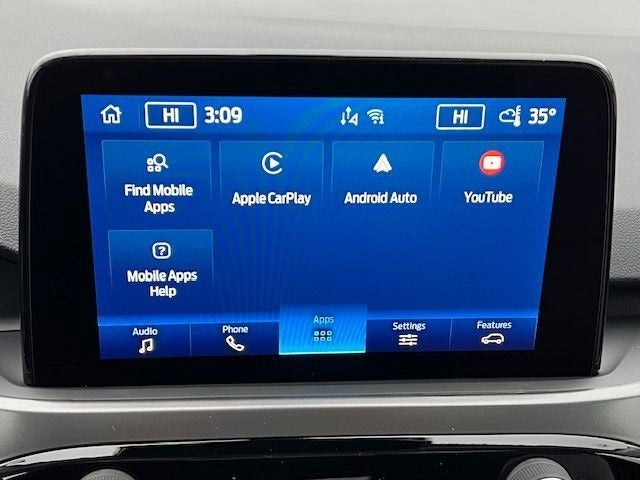 HI 3:09 HI 35°
Find Mobile
Apps
Apple CarPlay
Android Auto
YouTube
Mobile Apps
Help
Audio
Phone
Apps
Settings
Features